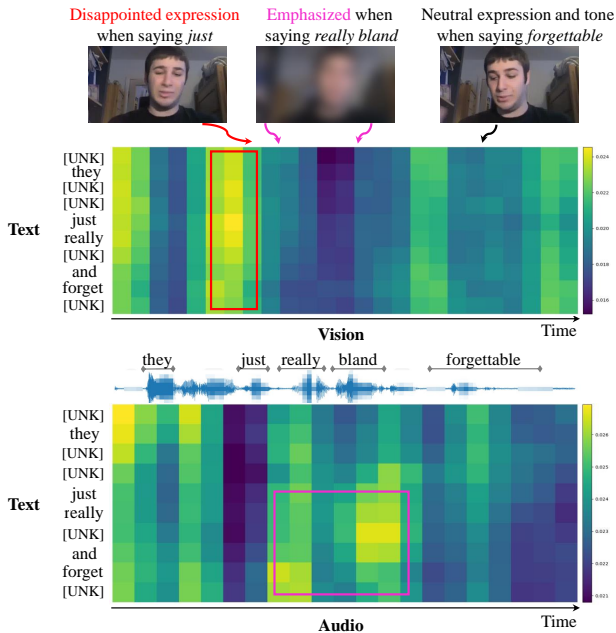 Disappointed expression
when saying just
Emphasized when
saying really bland
Neutral expression and tone
when saying forgettable
[UNK]
they
[UNK]
[UNK]
just
really
[UNK]
and
forget
[UNK]
Text
0.024
0.022
0.020
0.018
0.016
Vision
Time
they
just
really
bland
forgettable
[UNK]
they
[UNK]
[UNK]
just
really
[UNK]
and
forget
[UNK]
Text
0.026
0.025
0.024
0.023
0.022
0.021
Audio
Time